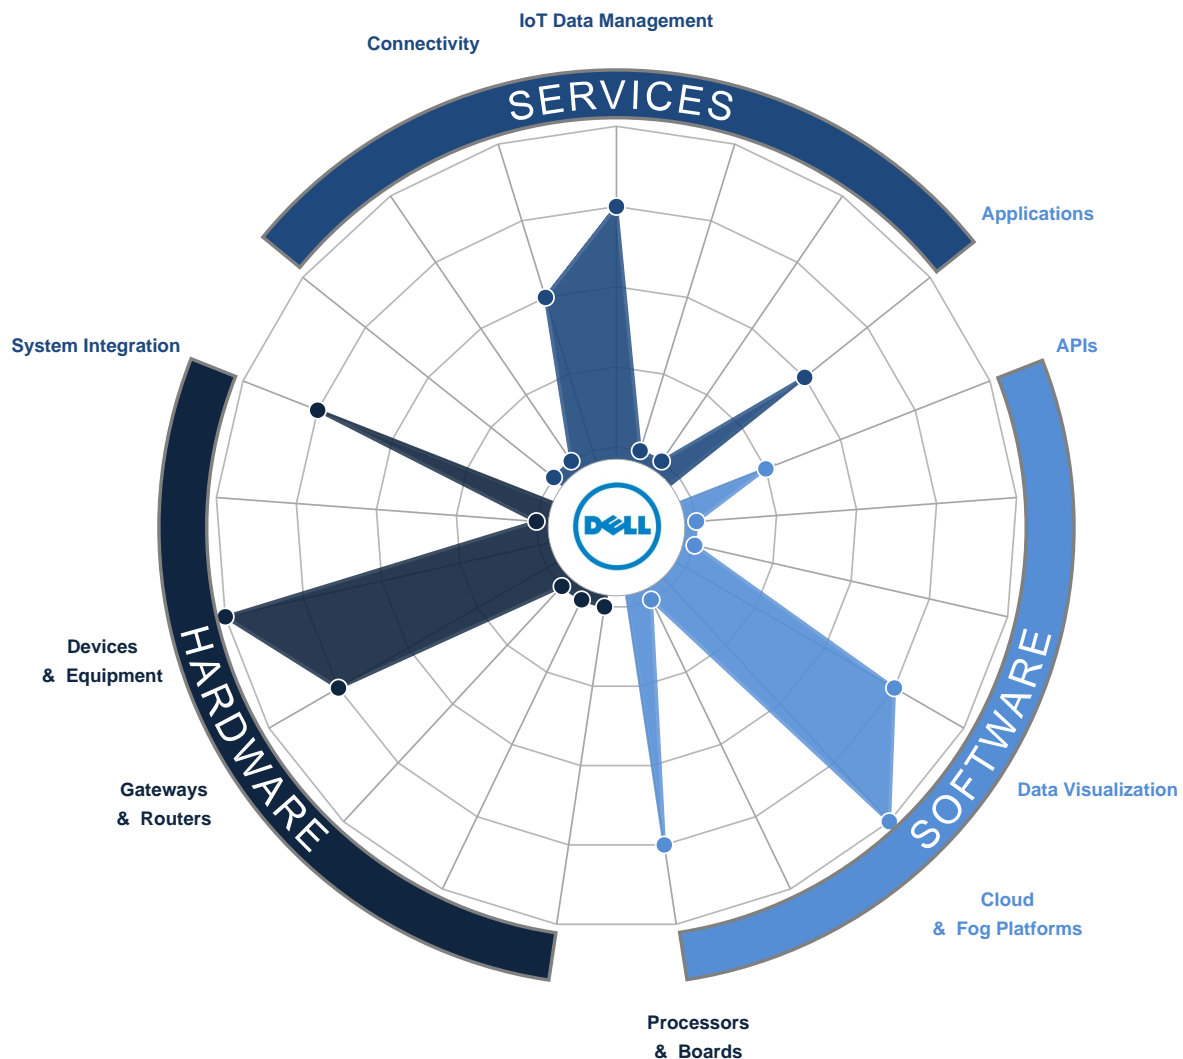 IoT Data Management
Connectivity
SERVICES
Applications
System Integration
APIs
DELL
HARDWARE
SOFTWARE
Devices
& Equipment
Gateways
& Routers
Data Visualization
Cloud
& Fog Platforms
Processors
& Boards